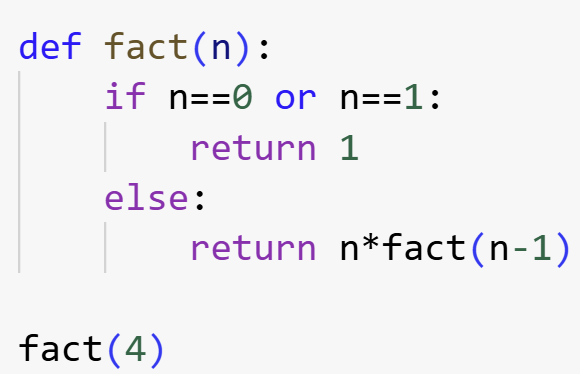 def fact(n):
    if n==0 or n==1:
        return 1
    else:
        return n*fact(n-1)
fact(4)